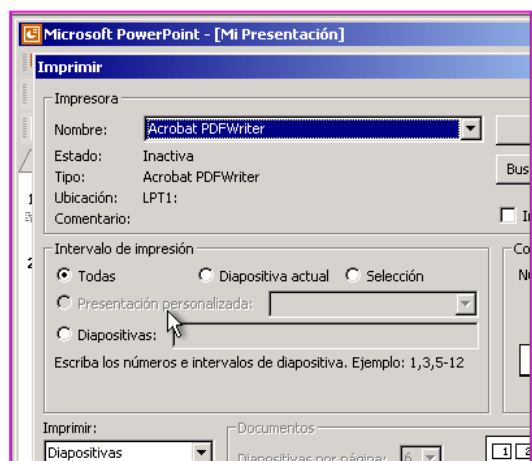 Microsoft PowerPoint - [Mi Presentación]
Imprimir
Impresora
Nombre: Acrobat PDFWriter
Estado: Inactiva
Tipo: Acrobat PDFWriter
Bus
Ubicación: LPT1:
Comentario:
Intervalo de impresión
Todas Diapositiva actual Selección
Presentación personalizada:
Diapositivas:
Escriba los números e intervalos de diapositiva. Ejemplo: 1,3,5-12
Imprimir: Documentos
Diapositivas Diapositivas por página: 6
1 2